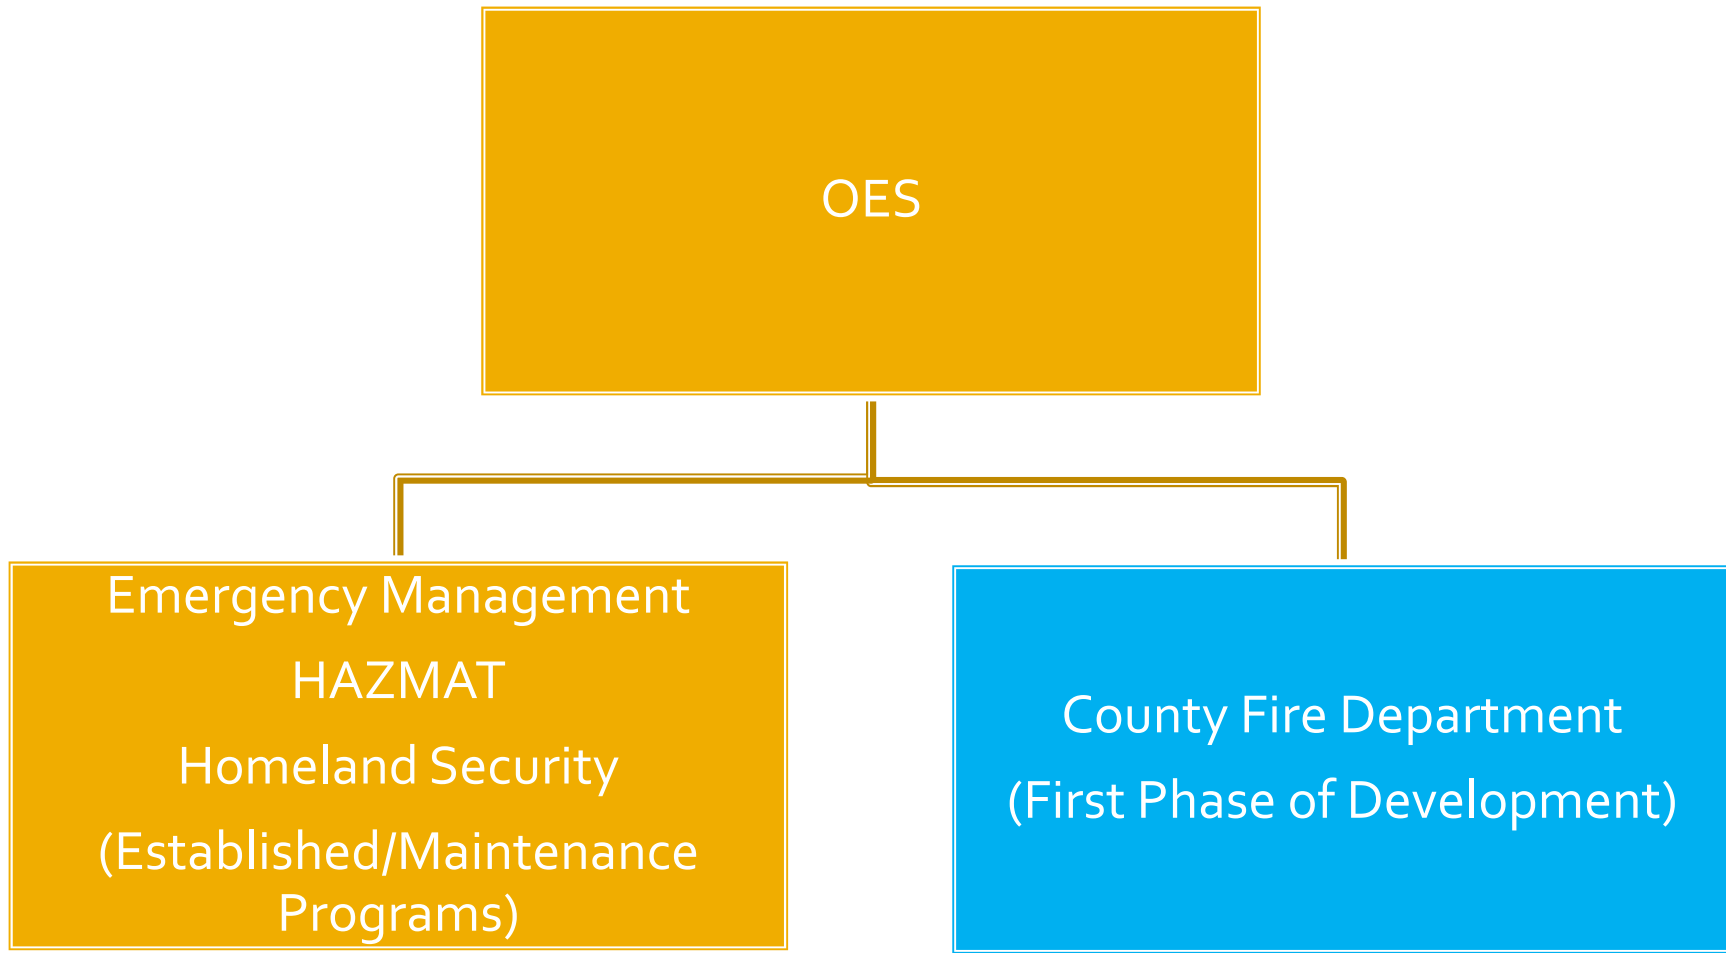 OES
Emergency Management
HAZMAT
Homeland Security
(Established/Maintenance
Programs)
County Fire Department
(First Phase of Development)